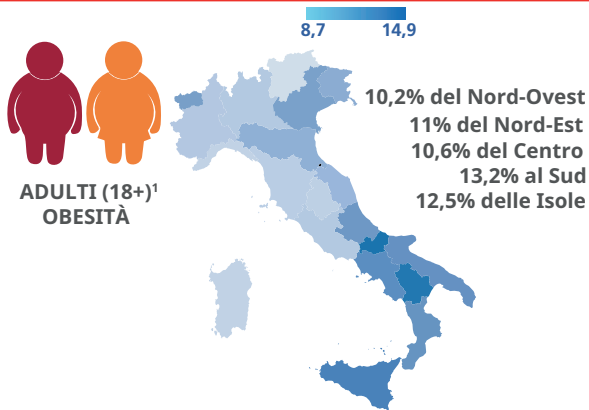 8,7 14,9
10,2% del Nord-Ovest
11% del Nord-Est
10,6% del Centro
13,2% al Sud
12,5% delle Isole
ADULTI (18+)¹
OBESITÀ